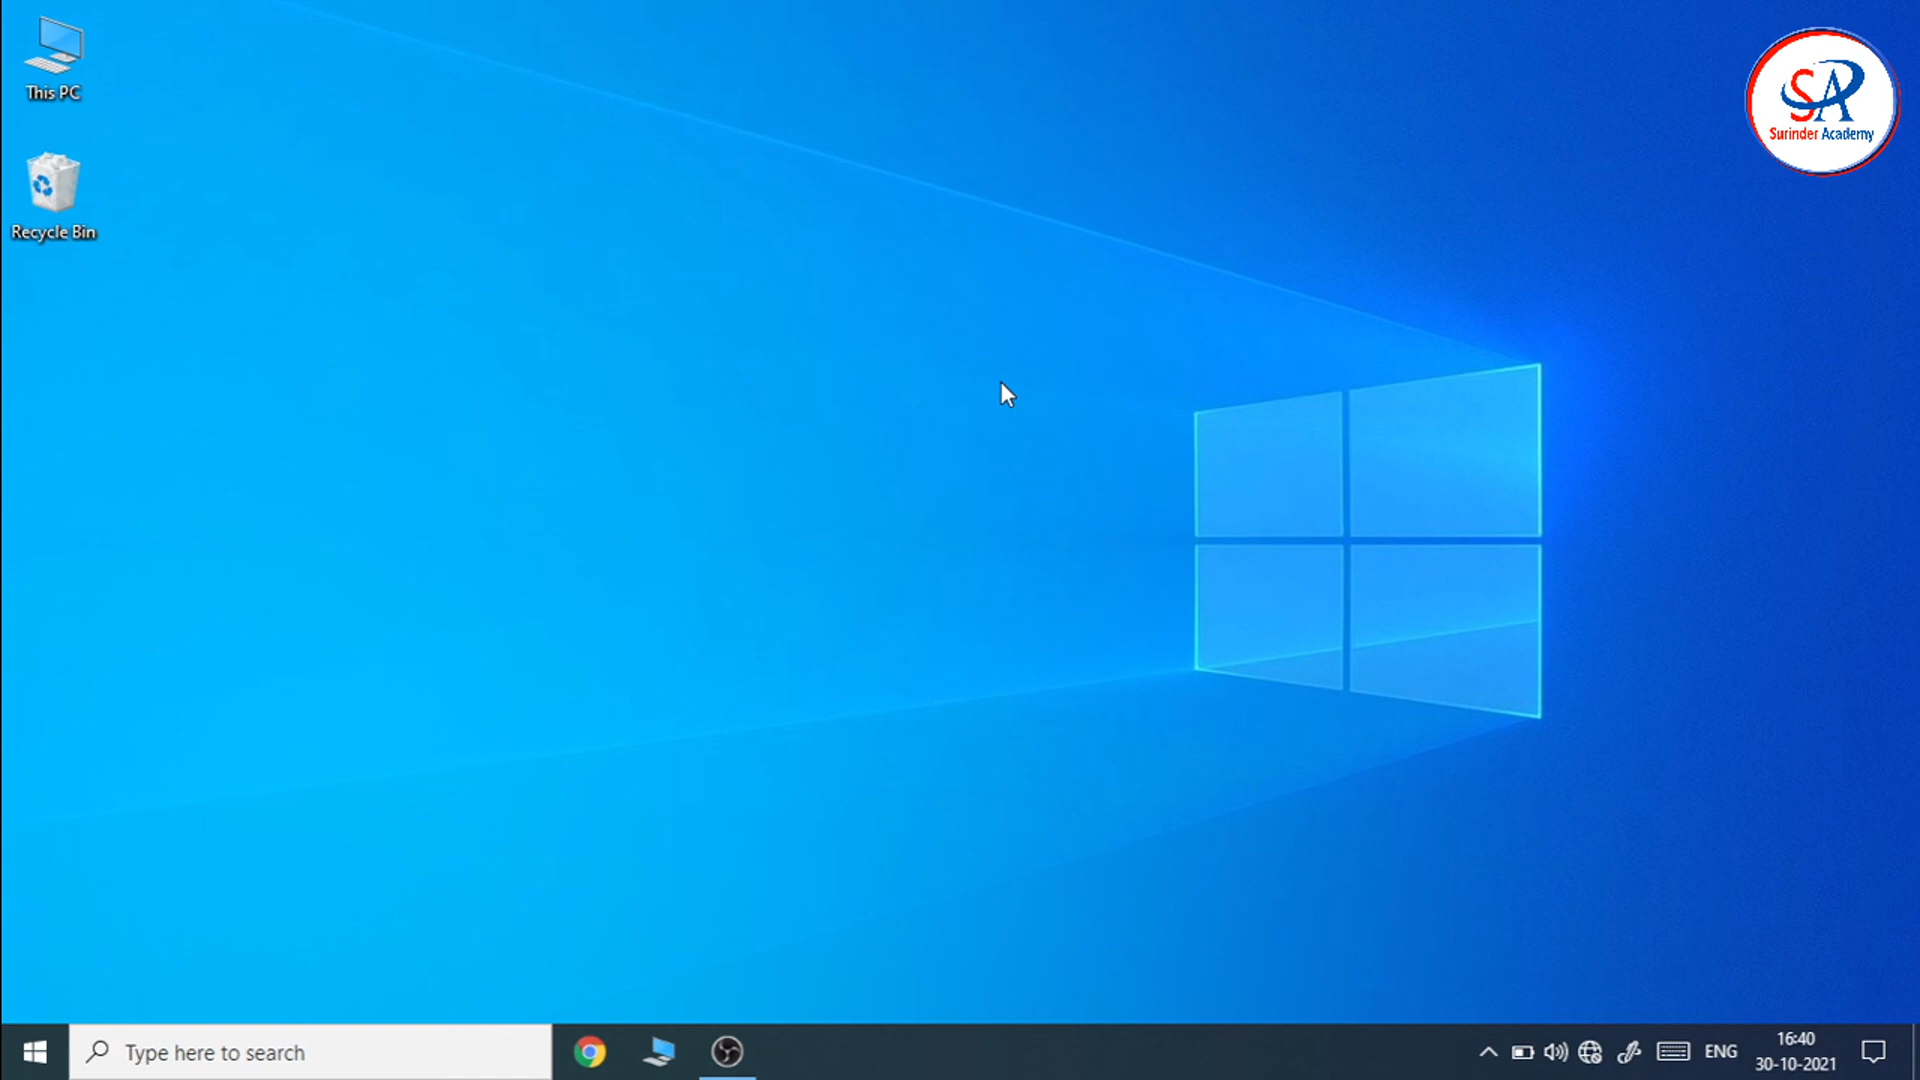 This PC
Recycle Bin
SA
Surinder Academy
Type here to search
ENG
16:40
30-10-2021